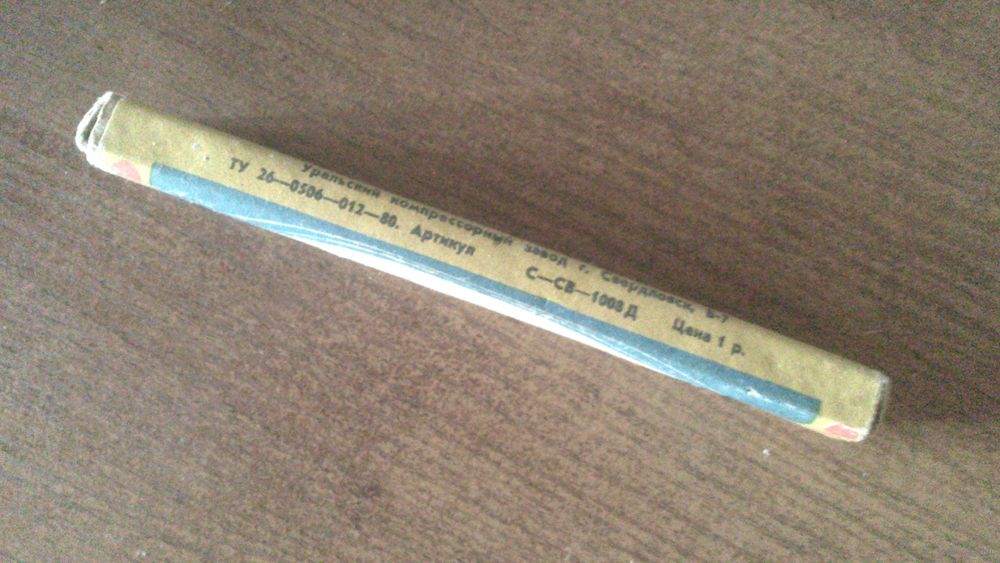 Уральский компрессорный завод г. Свердловск, Б-7
ТУ 26—0506—012—80. Артикул С—СВ—1008 Д Цена 1 р.